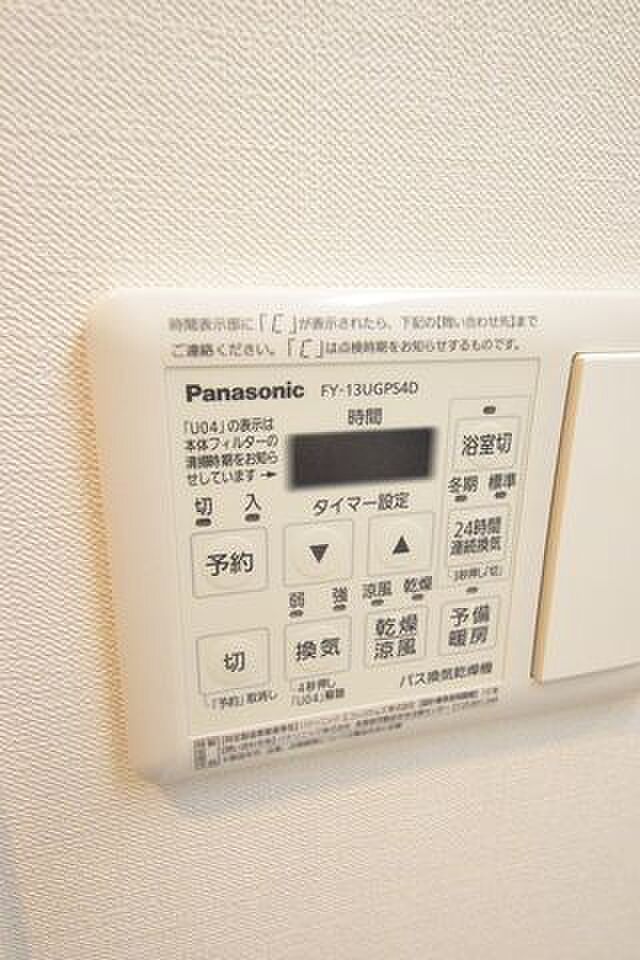 時間表示部に「 」が表示されたら、下記の【問い合わせ先】まで
ご連絡ください。「 」は点検時期をお知らせするものです。
Panasonic FY-13UGPS4D
「U04」の表示は
本体フィルターの
清掃時期をお知ら
せしています→
時間
浴室切
切 入
タイマー設定
冬期 標準
予約
▼
▲
24時間
連続換気
3秒押し「切」
弱 強 涼風 乾燥
切
換気
乾燥
涼風
予備
暖房
「予約」取消し
4秒押し
「U04」解除
バス換気乾燥機